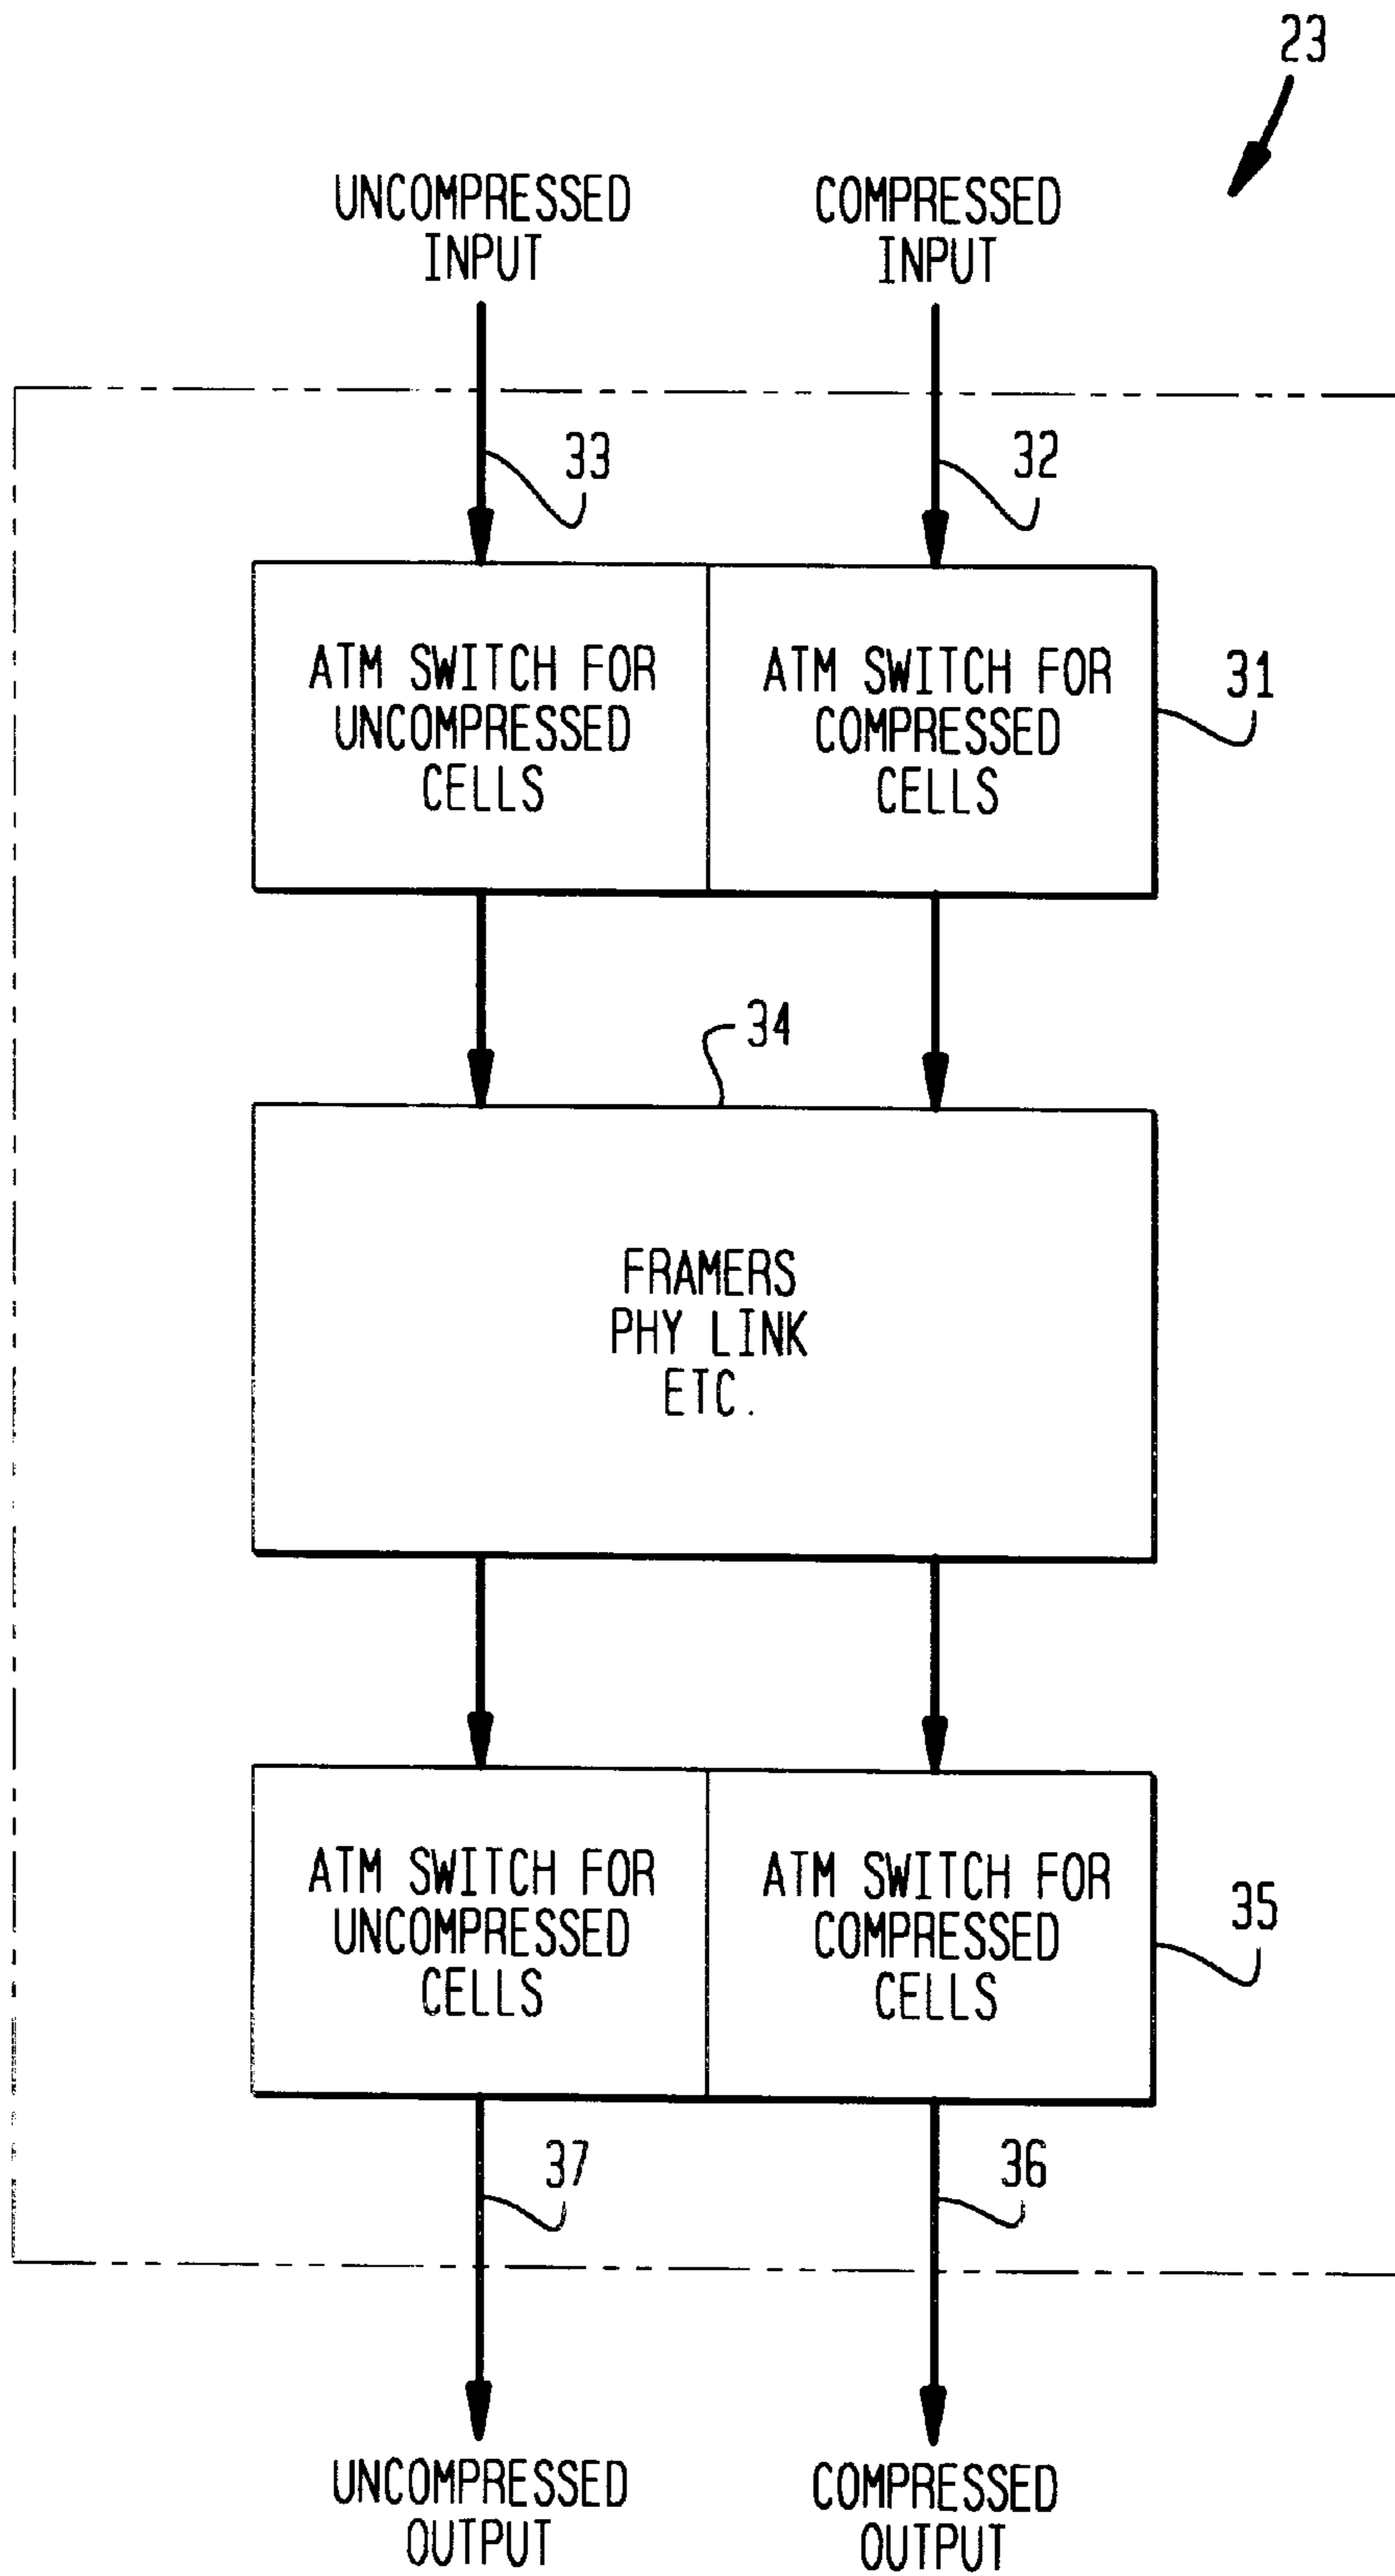 23
UNCOMPRESSED
INPUT
COMPRESSED
INPUT
33
32
ATM SWITCH FOR
UNCOMPRESSED
CELLS
ATM SWITCH FOR
COMPRESSED
CELLS
31
34
FRAMERS
PHY LINK
ETC.
ATM SWITCH FOR
UNCOMPRESSED
CELLS
ATM SWITCH FOR
COMPRESSED
CELLS
35
37
36
UNCOMPRESSED
OUTPUT
COMPRESSED
OUTPUT